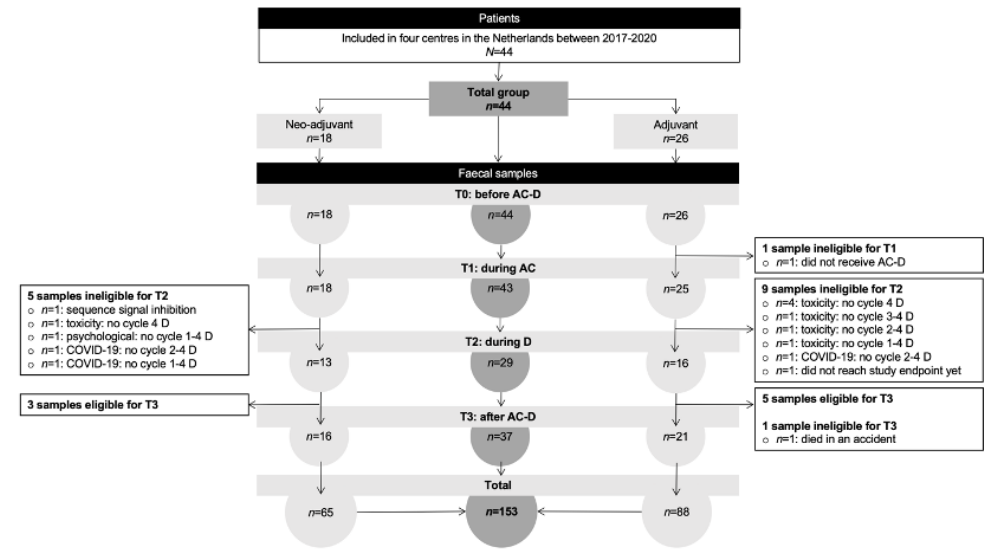 Patients
Included in four centres in the Netherlands between 2017-2020
N=44
Total group
n=44
Neo-adjuvant
n=18
Adjuvant
n=26
Faecal samples
T0: before AC-D
n=18
n=44
n=26
1 sample ineligible for T1
o n=1: did not receive AC-D
T1: during AC
n=18
n=43
n=25
5 samples ineligible for T2
o n=1: sequence signal inhibition
o n=1: toxicity: no cycle 4 D
o n=1: psychological: no cycle 1-4 D
o n=1: COVID-19: no cycle 2-4 D
o n=1: COVID-19: no cycle 1-4 D
9 samples ineligible for T2
o n=4: toxicity: no cycle 4 D
o n=1: toxicity: no cycle 3-4 D
o n=1: toxicity: no cycle 2-4 D
o n=1: toxicity: no cycle 1-4 D
o n=1: COVID-19: no cycle 2-4 D
o n=1: did not reach study endpoint yet
T2: during D
n=13
n=29
n=16
3 samples eligible for T3
5 samples eligible for T3
1 sample ineligible for T3
o n=1: died in an accident
T3: after AC-D
n=16
n=37
n=21
Total
n=65
n=153
n=88